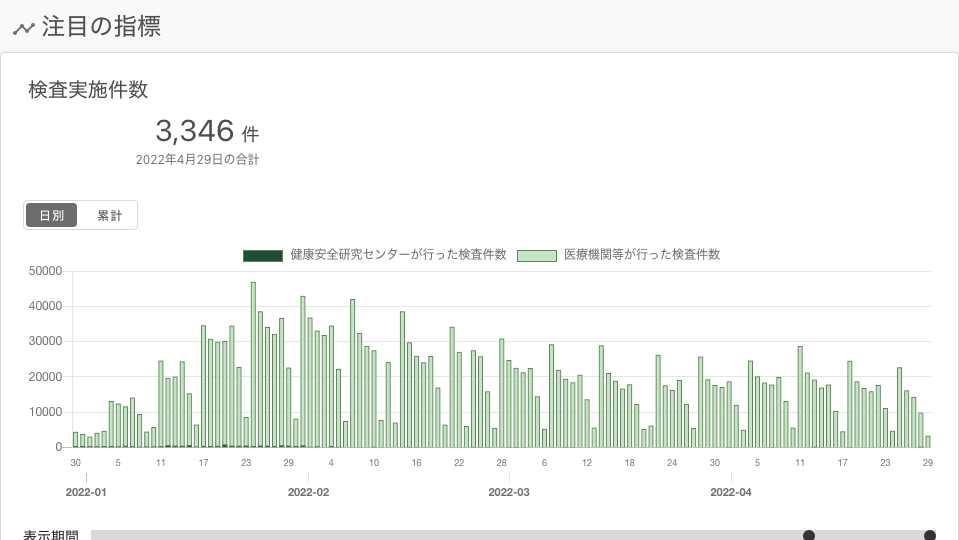 注目の指標
検査実施件数
3,346 件
2022年4月29日の合計
日別 累計
健康安全研究センターが行った検査件数 医療機関等が行った検査件数
50000
40000
30000
20000
10000
0
30 5 11 17 23 29 4 10 16 22 28 6 12 18 24 30 5 11 17 23 29
2022-01 2022-02 2022-03 2022-04
表示期間